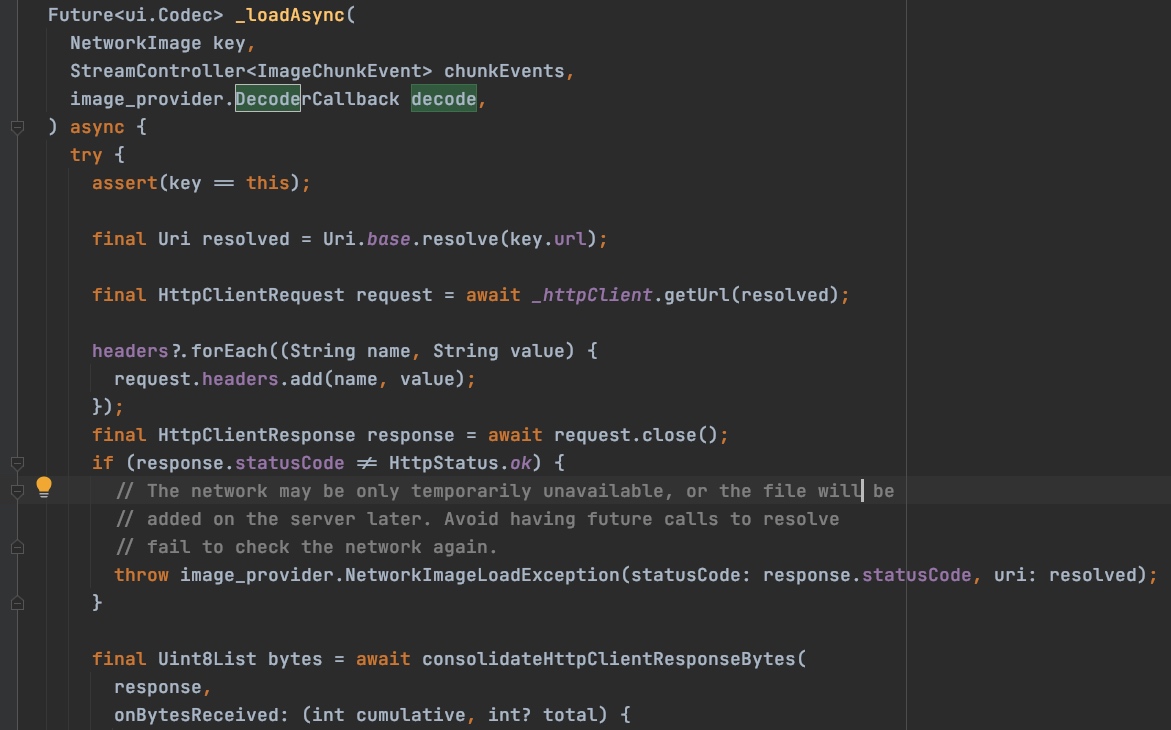 Future<ui.Codec> _loadAsync(
  NetworkImage key,
  StreamController<ImageChunkEvent> chunkEvents,
  image_provider.DecoderCallback decode,
) async {
  try {
    assert(key == this);

    final Uri resolved = Uri.base.resolve(key.url);

    final HttpClientRequest request = await _httpClient.getUrl(resolved);

    headers?.forEach((String name, String value) {
      request.headers.add(name, value);
    });
    final HttpClientResponse response = await request.close();
    if (response.statusCode != HttpStatus.ok) {
      // The network may be only temporarily unavailable, or the file will be
      // added on the server later. Avoid having future calls to resolve
      // fail to check the network again.
      throw image_provider.NetworkImageLoadException(statusCode: response.statusCode, uri: resolved);
    }

    final Uint8List bytes = await consolidateHttpClientResponseBytes(
      response,
      onBytesReceived: (int cumulative, int? total) {